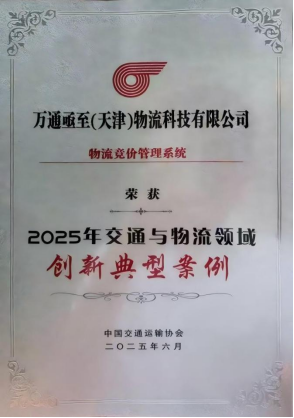 万通亟至(天津)物流科技有限公司
物流竞价管理系统
荣获
2025年交通与物流领域
创新典型案例
中国交通运输协会
二〇二五年六月